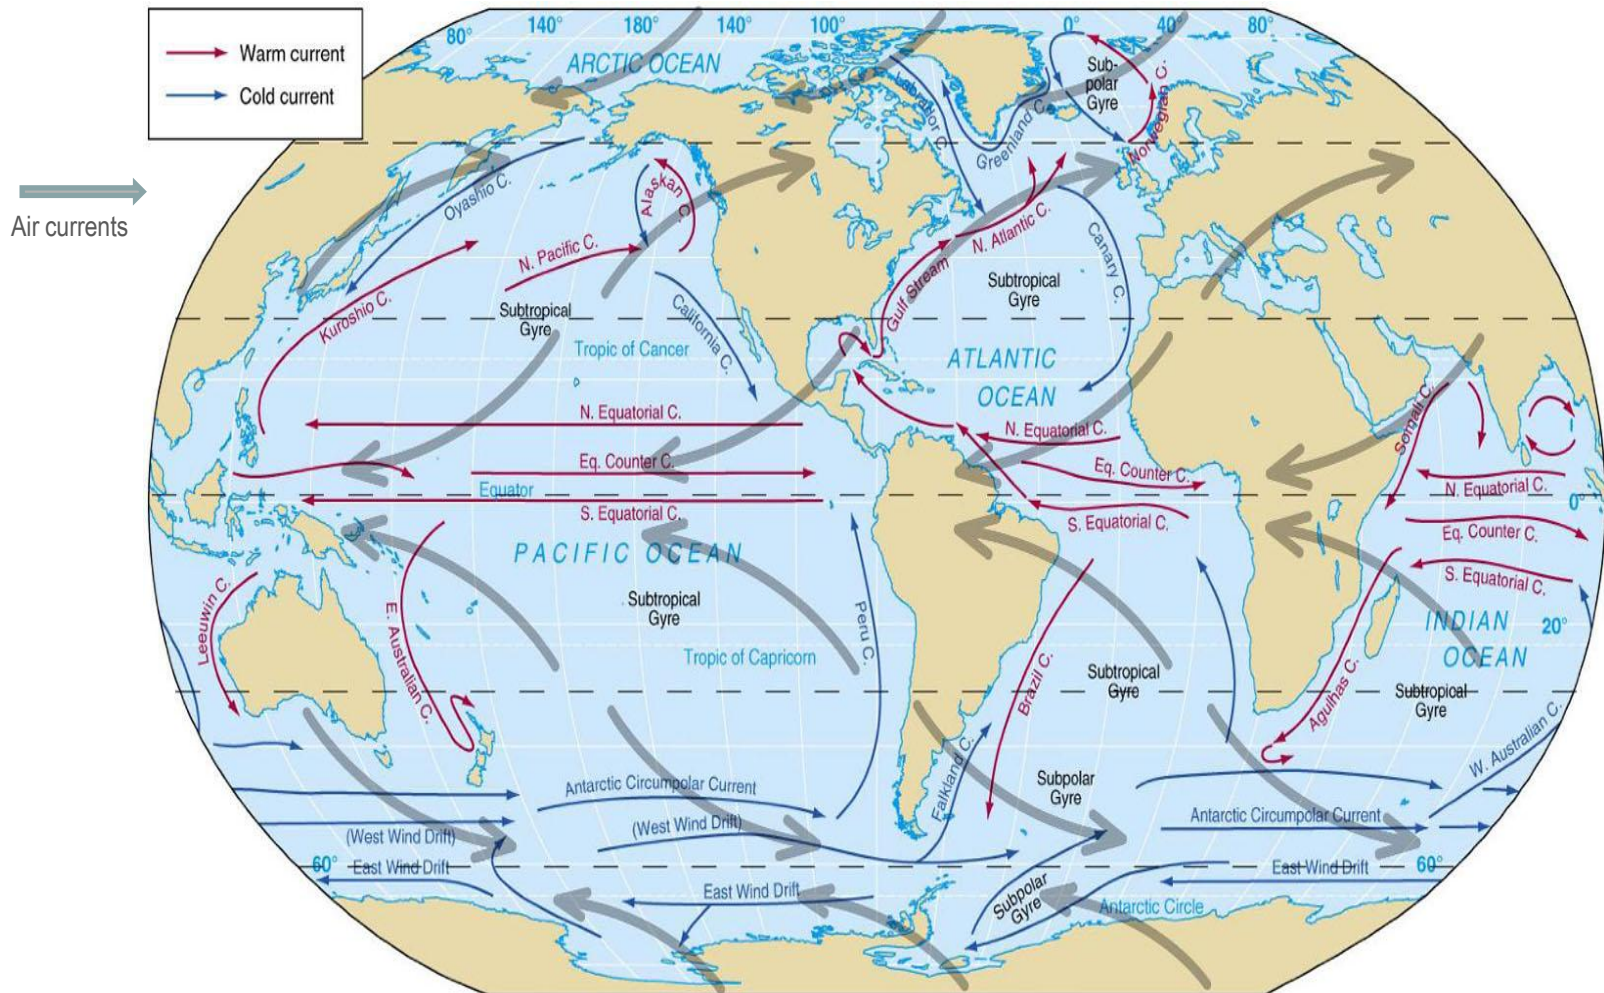 140°
180°
140°
100°
0°
40°
80°
80°
Warm current
Cold current
Air currents
ARCTIC OCEAN
Labrador C.
Greenland C.
Sub-
polar
Gyre
Norwegian C.
Oyashio C.
Alaskan C.
N. Pacific C.
Kuroshio C.
Subtropical
Gyre
California C.
Tropic of Cancer
Gulf Stream
N. Atlantic C.
Subtropical
Gyre
Canary C.
ATLANTIC
OCEAN
Somali C.
N. Equatorial C.
N. Equatorial C.
N. Equatorial C.
Eq. Counter C.
Eq. Counter C.
Eq. Counter C.
Equator
0°
S. Equatorial C.
S. Equatorial C.
S. Equatorial C.
PACIFIC OCEAN
INDIAN
OCEAN
20°
Leeuwin C.
E. Australian C.
Subtropical
Gyre
Peru C.
Tropic of Capricorn
Brazil C.
Subtropical
Gyre
Agulhas C.
Subtropical
Gyre
W. Australian C.
Falkland C.
Subpolar
Gyre
Antarctic Circumpolar Current
(West Wind Drift)
(West Wind Drift)
Antarctic Circumpolar Current
60°
60°
East Wind Drift
East Wind Drift
East Wind Drift
Subpolar
Gyre
Antarctic Circle